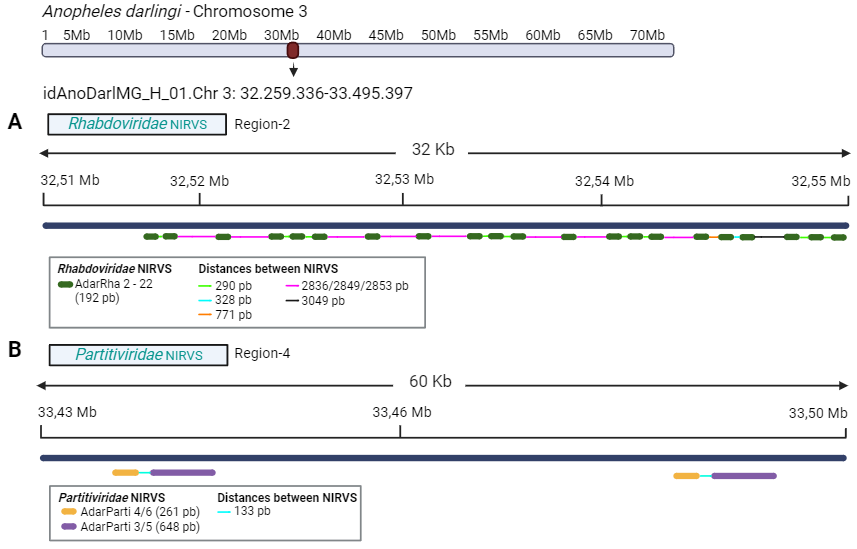 Anopheles darlingi - Chromosome 3
1 5Mb 10Mb 15Mb 20Mb 30Mb 40Mb 45Mb 50Mb 55Mb 60Mb 65Mb 70Mb
idAnoDarlMG_H_01.Chr 3: 32.259.336-33.495.397
A
Rhabdoviridae NIRVS Region-2
32 Kb
32,51 Mb 32,52 Mb 32,53 Mb 32,54 Mb 32,55 Mb
Rhabdoviridae NIRVS
AdarRha 2 - 22
(192 pb)
Distances between NIRVS
290 pb
328 pb
771 pb
2836/2849/2853 pb
3049 pb
B
Partitiviridae NIRVS Region-4
60 Kb
33,43 Mb 33,46 Mb 33,50 Mb
Partitiviridae NIRVS
AdarParti 4/6 (261 pb)
AdarParti 3/5 (648 pb)
Distances between NIRVS
133 pb